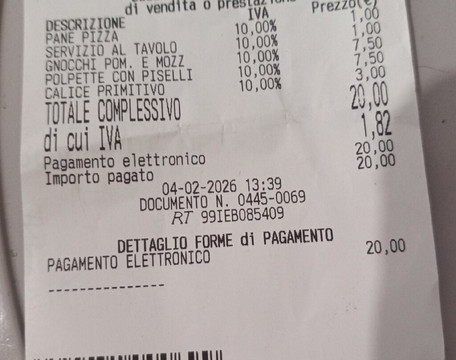 di vendita o prestazione
DESCRIZIONE IVA Prezzo(€)
PANE PIZZA 10,00% 1,00
SERVIZIO AL TAVOLO 10,00% 1,00
GNOCCHI POM. E MOZZ 10,00% 7,50
POLPETTE CON PISELLI 10,00% 7,50
CALICE PRIMITIVO 10,00% 3,00
TOTALE COMPLESSIVO 20,00
di cui IVA 1,82
Pagamento elettronico 20,00
Importo pagato 20,00
04-02-2026 13:39
DOCUMENTO N. 0445-0069
RT 99IEB085409
DETTAGLIO FORME di PAGAMENTO
PAGAMENTO ELETTRONICO 20,00
---------------